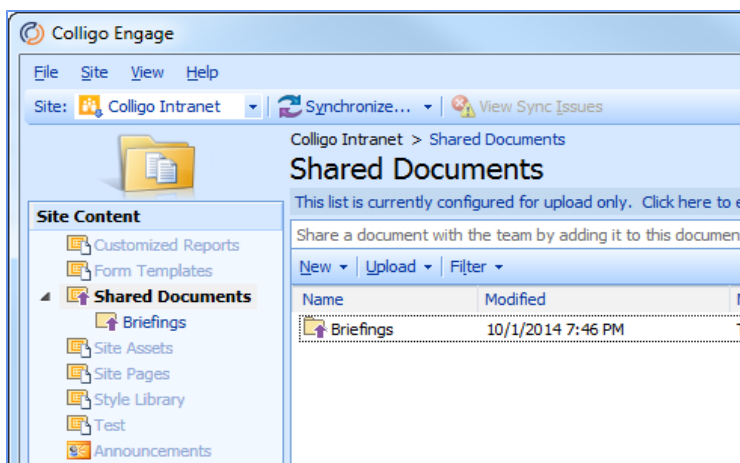 Colligo Engage
File Site View Help
Site: Colligo Intranet Synchronize... View Sync Issues
Colligo Intranet > Shared Documents
Shared Documents
This list is currently configured for upload only. Click here to
Site Content
Share a document with the team by adding it to this
Customized Reports
New Upload Filter
Form Templates
Name Modified
Shared Documents
Briefings 10/1/2014 7:46 PM
Briefings
Site Assets
Site Pages
Style Library
Test
Announcements